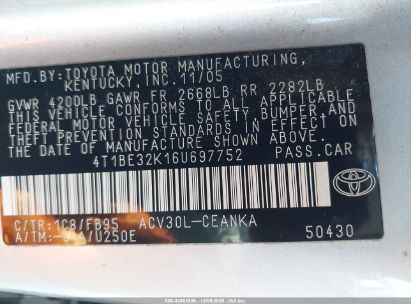 MFD.BY:TOYOTA MOTOR MANUFACTURING,
KENTUCKY INC.11/05
GVWR 4200LB GAWR FR 2668LB RR 2282LB
THIS VEHICLE CONFORMS TO ALL APPLICABLE
FEDERAL MOTOR VEHICLE SAFETY, BUMPER, AND
THEFT PREVENTION STANDARDS IN EFFECT ON
THE DATE OF MANUFACTURE SHOWN ABOVE.
4T1BE32K16U697752 PASS.CAR
C/TR:1C8/FB95 ACV30L-CEANKA
A/TM: /U250E
50430
TOYOTA